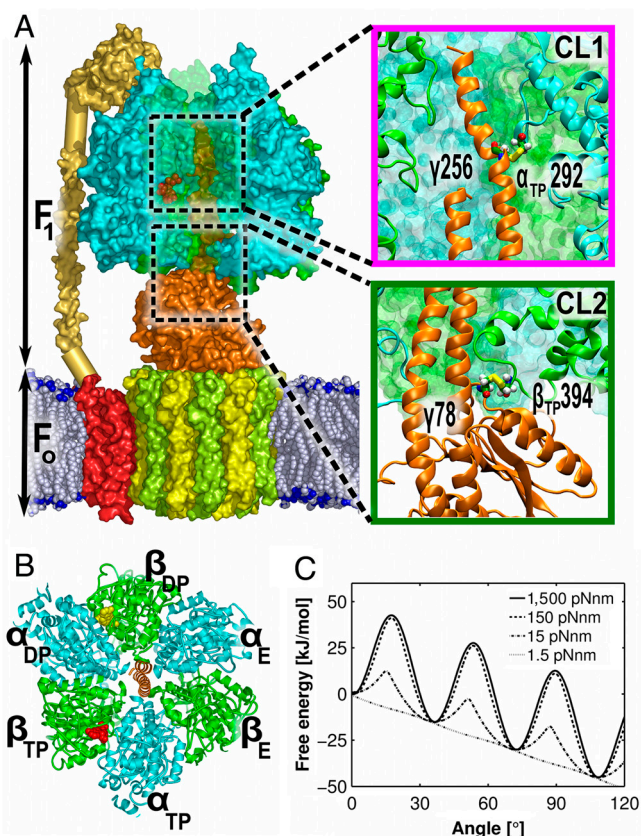 A
F1
Fo
CL1
γ256
αTP 292
CL2
γ78
βTP394
B
βDP
αDP
αE
βTP
βE
αTP
C
Free energy [kJ/mol]
50
25
0
−25
−50
1,500 pNnm
150 pNnm
15 pNnm
1.5 pNnm
0 30 60 90 120
Angle [°]